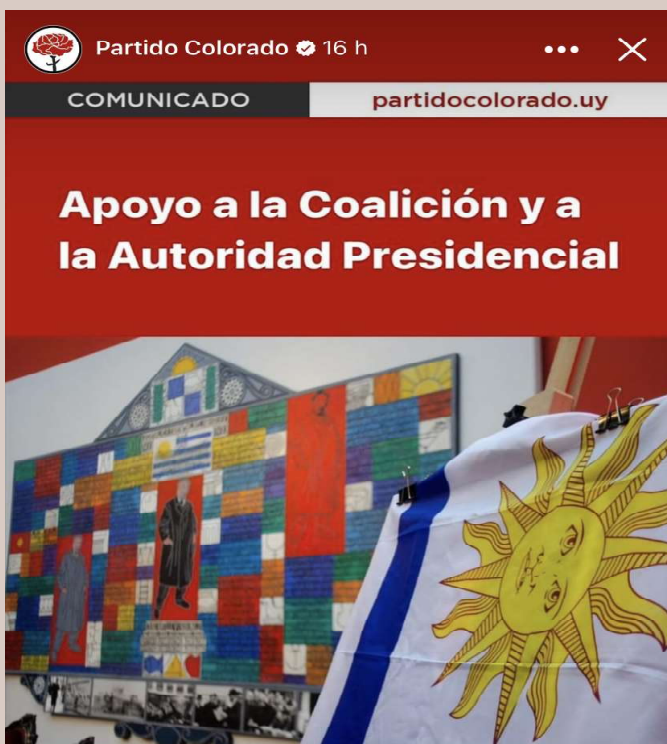 Partido Colorado 16 h
COMUNICADO
partidocolorado.uy
Apoyo a la Coalición y a
la Autoridad Presidencial